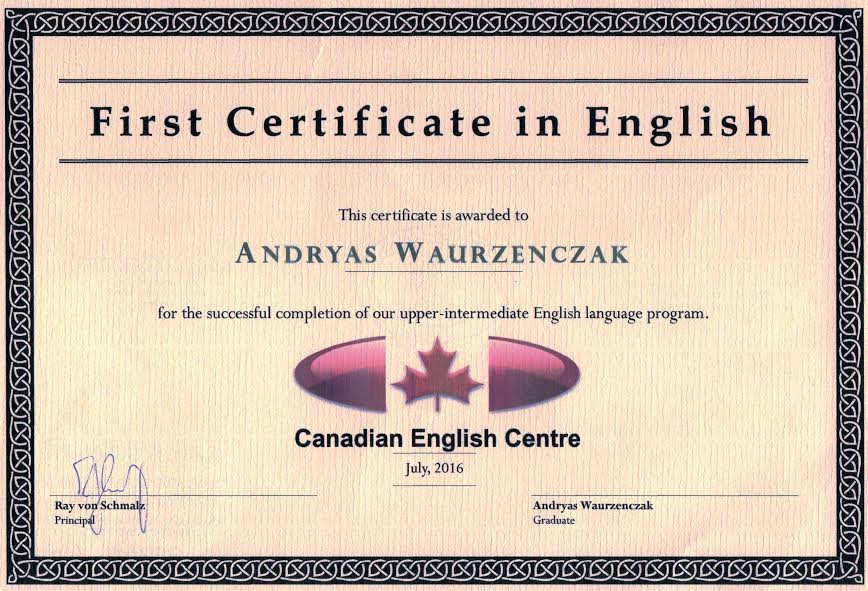 First Certificate in English
This certificate is awarded to
ANDRYAS WAURZENCZAK
for the successful completion of our upper-intermediate English language program.
Canadian English Centre
July, 2016
Ray von Schmalz
Principal
Andryas Waurzenczak
Graduate